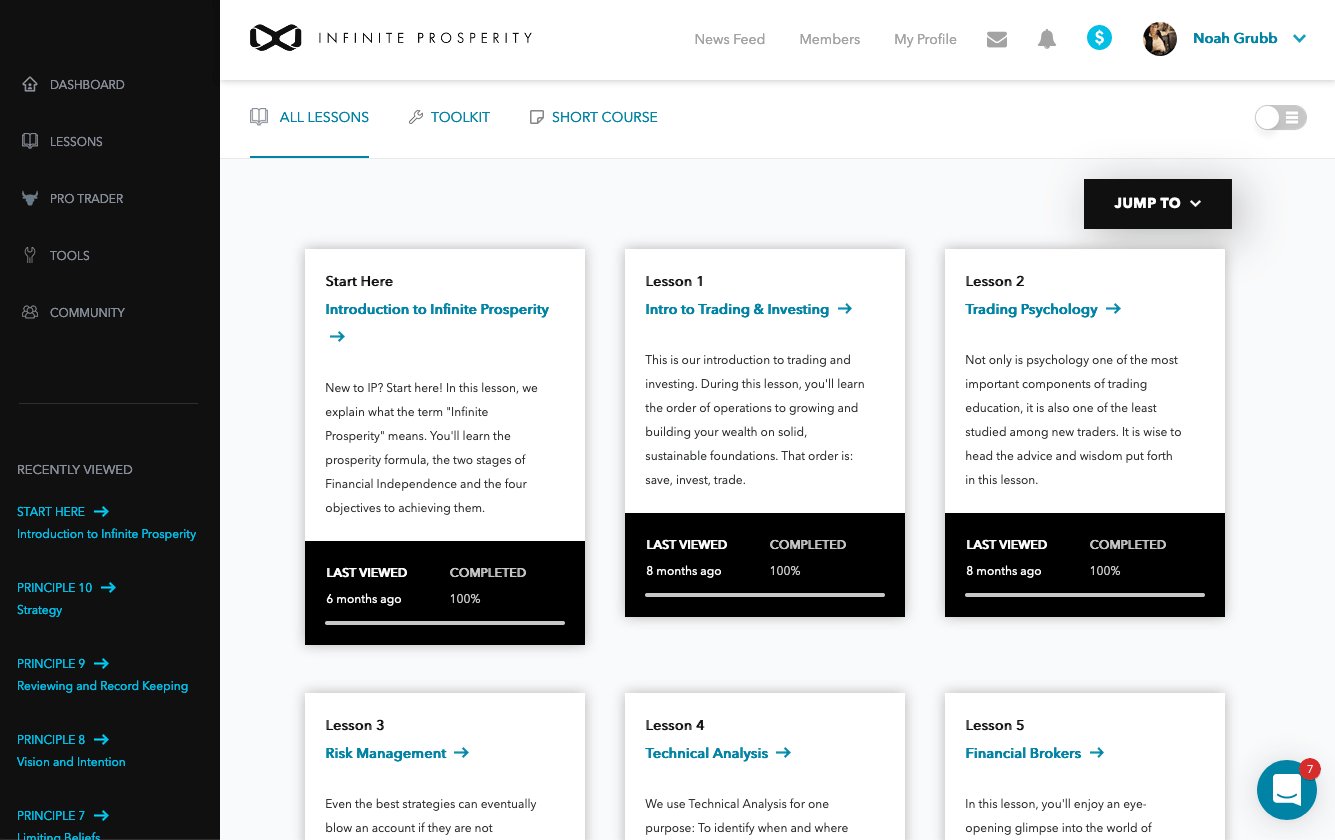 INFINITE PROSPERITY
News Feed
Members
My Profile
$
Noah Grubb
DASHBOARD
LESSONS
PRO TRADER
TOOLS
COMMUNITY
RECENTLY VIEWED
START HERE
Introduction to Infinite Prosperity
PRINCIPLE 10
Strategy
PRINCIPLE 9
Reviewing and Record Keeping
PRINCIPLE 8
Vision and Intention
PRINCIPLE 7
Limiting Beliefs
ALL LESSONS
TOOLKIT
SHORT COURSE
JUMP TO
Start Here
Introduction to Infinite Prosperity
New to IP? Start here! In this lesson, we
explain what the term "Infinite
Prosperity" means. You'll learn the
prosperity formula, the two stages of
Financial Independence and the four
objectives to achieving them.
LAST VIEWED
6 months ago
COMPLETED
100%
Lesson 1
Intro to Trading & Investing
This is our introduction to trading and
investing. During this lesson, you'll learn
the order of operations to growing and
building your wealth on solid,
sustainable foundations. That order is:
save, invest, trade.
LAST VIEWED
8 months ago
COMPLETED
100%
Lesson 2
Trading Psychology
Not only is psychology one of the most
important components of trading
education, it is also one of the least
studied among new traders. It is wise to
head the advice and wisdom put forth
in this lesson.
LAST VIEWED
8 months ago
COMPLETED
100%
Lesson 3
Risk Management
Even the best strategies can eventually
blow an account if they are not
Lesson 4
Technical Analysis
We use Technical Analysis for one
purpose: To identify when and where
Lesson 5
Financial Brokers
In this lesson, you'll enjoy an eye-
opening glimpse into the world of
7